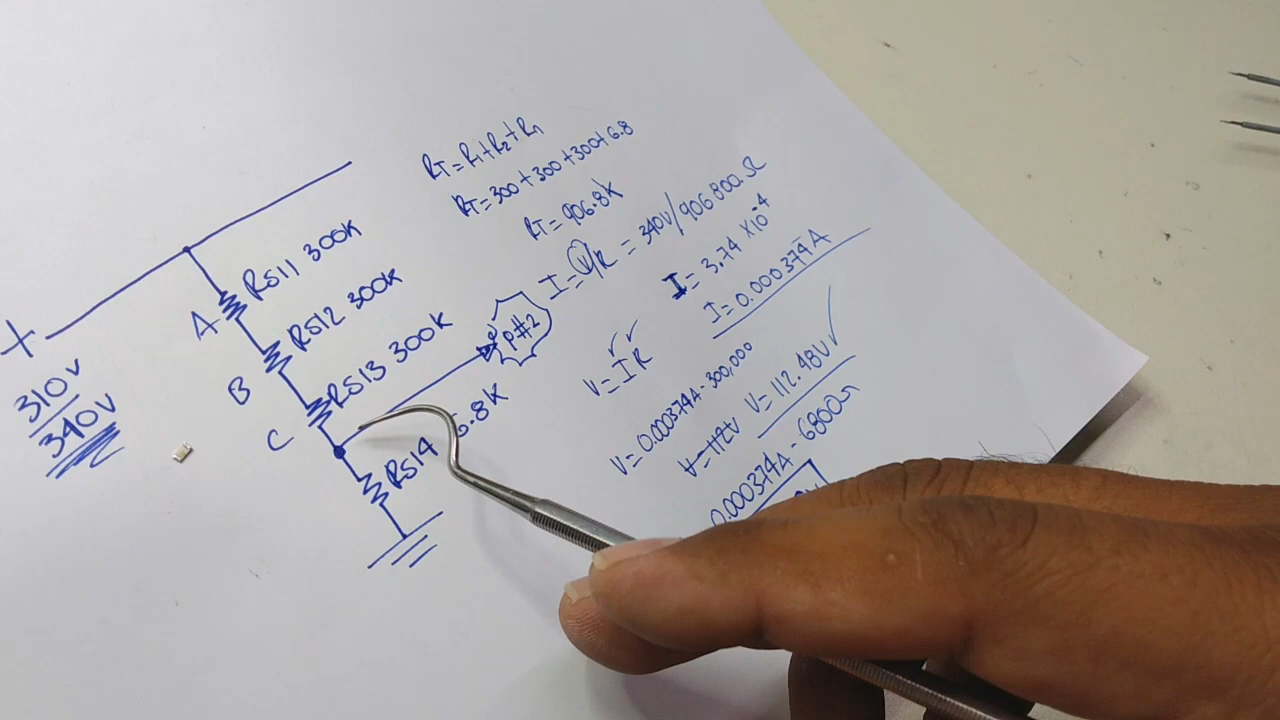 +
310V
340V
A
RS11 300K
B
RS12 300K
C
RS13 300K
RS14 6.8K
P#2
RT=R1+R2+Rn
RT=300+300+300+6.8
RT=906.8K
I=V/R = 340V/906800Ω
I= 3.74 x10⁻⁴
I=0.000374A
V=IR
V=0.000374A-300,000
V=112V V=112.48V
0.000374A-6800Ω